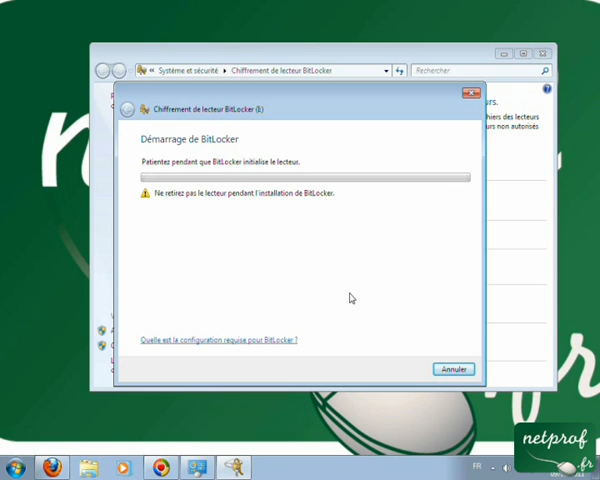 Système et sécurité
Chiffrement de lecteur BitLocker
Rechercher
Chiffrement de lecteur BitLocker (I:)
urs.
Démarrage de BitLocker
hiers des lecteurs
urs non autorisés
Patientez pendant que BitLocker initialise le lecteur.
Ne retirez pas le lecteur pendant l'installation de BitLocker.
Quelle est la configuration requise pour BitLocker ?
Annuler
netprof
.fr
FR